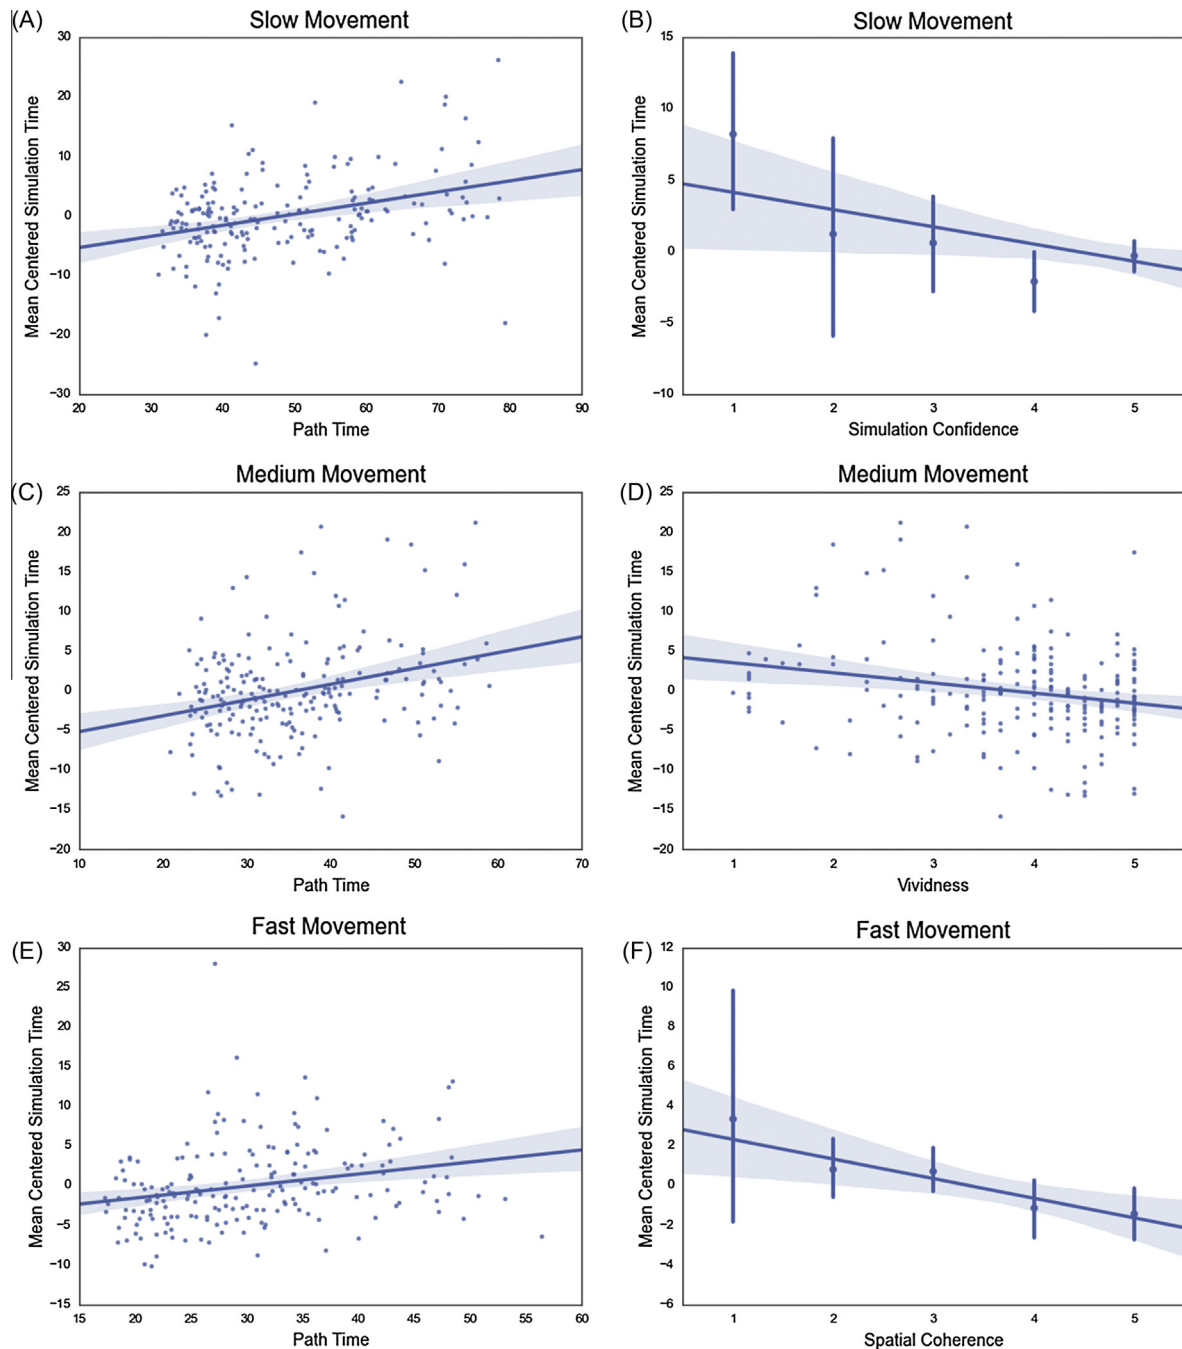 (A)
Slow Movement
Mean Centered Simulation Time
30
20
10
0
−10
−20
−30
20 30 40 50 60 70 80 90
Path Time
(B)
Slow Movement
Mean Centered Simulation Time
15
10
5
0
−5
−10
1 2 3 4 5
Simulation Confidence
(C)
Medium Movement
Mean Centered Simulation Time
25
20
15
10
5
0
−5
−10
−15
−20
10 20 30 40 50 60 70
Path Time
(D)
Medium Movement
Mean Centered Simulation Time
25
20
15
10
5
0
−5
−10
−15
−20
1 2 3 4 5
Vividness
(E)
Fast Movement
Mean Centered Simulation Time
30
25
20
15
10
5
0
−5
−10
−15
15 20 25 30 35 40 45 50 55 60
Path Time
(F)
Fast Movement
Mean Centered Simulation Time
12
10
8
6
4
2
0
−2
−4
−6
1 2 3 4 5
Spatial Coherence